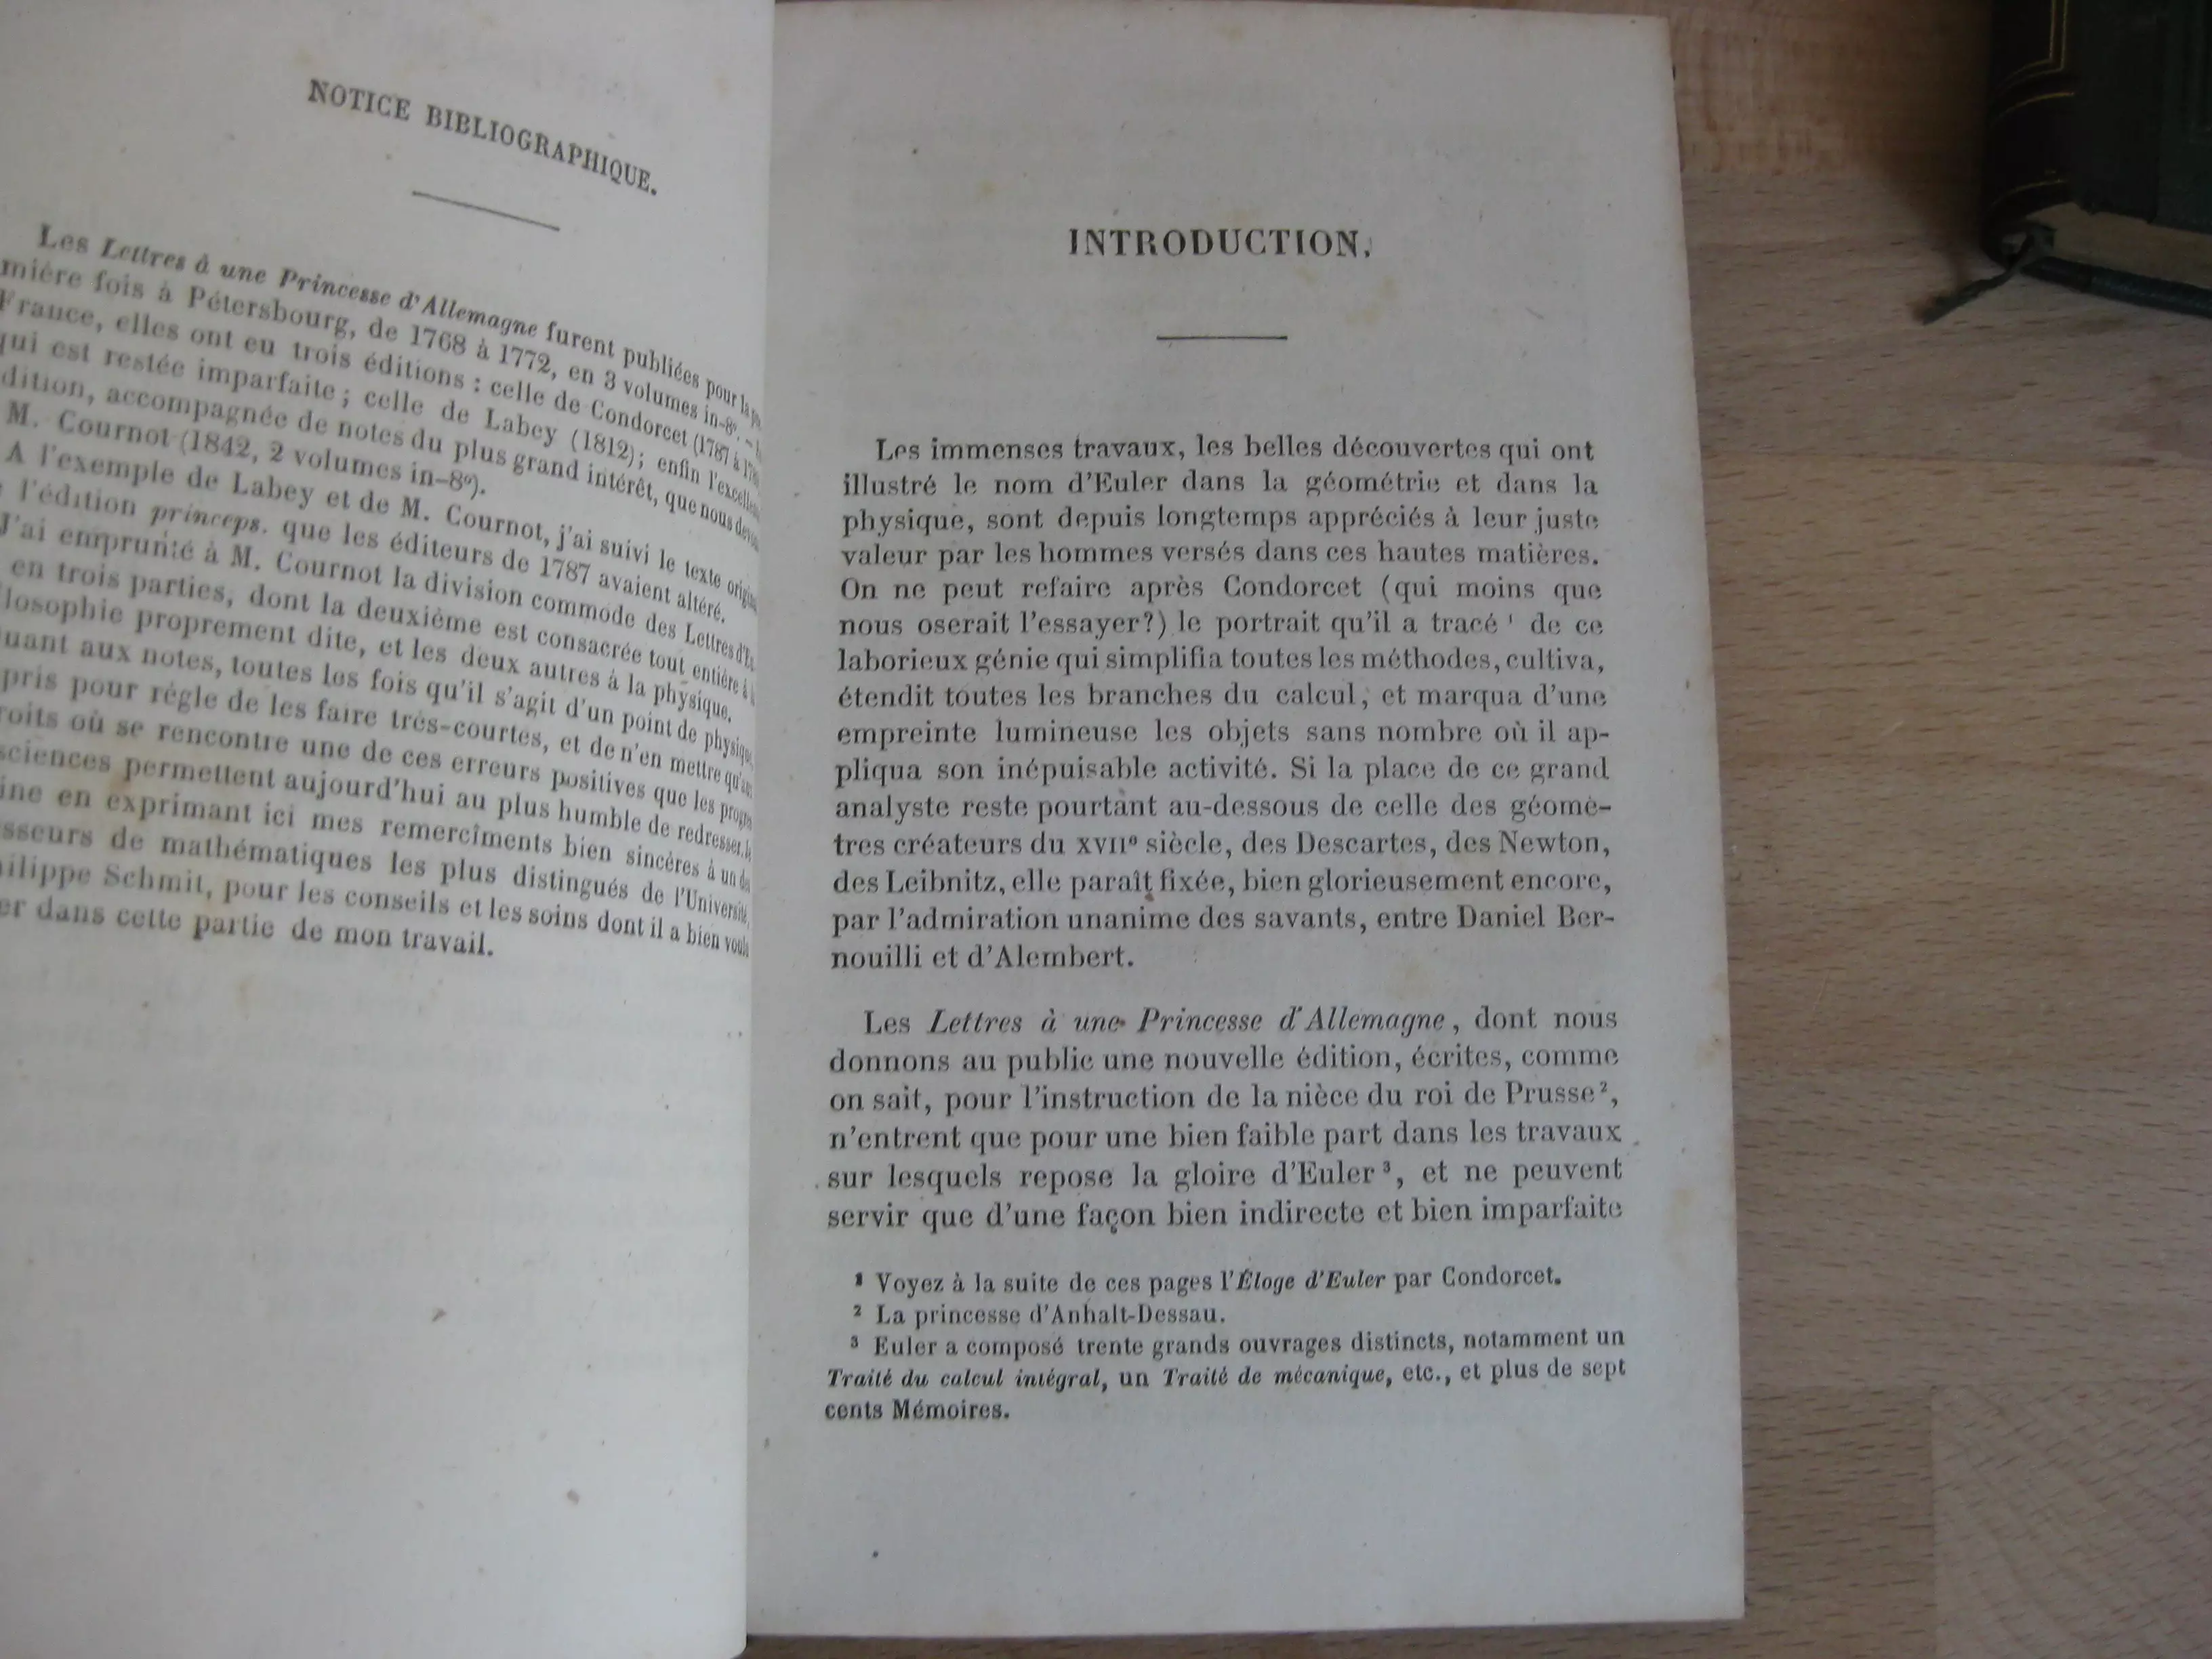 NOTICE BIBLIOGRAPHIQUE.
Les Lettres à une Princesse d'Allemagne furent publiées pour la
mière fois à Pétersbourg, de 1768 à 1772, en 3 volumes in-8º. –
France, elles ont eu trois éditions : celle de Condorcet (1787 à
qui est restée imparfaite ; celle de Labey (1812) ; enfin
dition, accompagnée de notes du plus grand intérêt, que nous
M. Cournot (1842, 2 volumes in-8º).
A l'exemple de Labey et de M. Cournot, j'ai suivi le texte
l'édition princeps. que les éditeurs de 1787 avaient altéré.
J'ai emprunté à M. Cournot la division commode des Lettres
en trois parties, dont la deuxième est consacrée tout entière à
losophie proprement dite, et les deux autres à la physique.
uant aux notes, toutes les fois qu'il s'agit d'un point de
pris pour règle de les faire très-courtes, et de n'en mettre
roits où se rencontre une de ces erreurs positives que les
sciences permettent aujourd'hui au plus humble de redresser.
ine en exprimant ici mes remercîments bien sincères à un
sseurs de mathématiques les plus distingués de l'Université,
ilippe Schmit, pour les conseils et les soins dont il a bien
er dans cette partie de mon travail.
INTRODUCTION.
Les immenses travaux, les belles découvertes qui ont
illustré le nom d'Euler dans la géométrie et dans la
physique, sont depuis longtemps appréciés à leur juste
valeur par les hommes versés dans ces hautes matières.
On ne peut refaire après Condorcet (qui moins que
nous oserait l'essayer?) le portrait qu'il a tracé ¹ de ce
laborieux génie qui simplifia toutes les méthodes, cultiva,
étendit toutes les branches du calcul, et marqua d'une
empreinte lumineuse les objets sans nombre où il ap-
pliqua son inépuisable activité. Si la place de ce grand
analyste reste pourtant au-dessous de celle des géomè-
tres créateurs du XVIIe siècle, des Descartes, des Newton,
des Leibnitz, elle paraît fixée, bien glorieusement encore,
par l'admiration unanime des savants, entre Daniel Ber-
nouilli et d'Alembert.
Les Lettres à une Princesse d'Allemagne, dont nous
donnons au public une nouvelle édition, écrites, comme
on sait, pour l'instruction de la nièce du roi de Prusse ²,
n'entrent que pour une bien faible part dans les travaux
sur lesquels repose la gloire d'Euler ³, et ne peuvent
servir que d'une façon bien indirecte et bien imparfaite
¹ Voyez à la suite de ces pages l'Éloge d'Euler par Condorcet.
² La princesse d'Anhalt-Dessau.
³ Euler a composé trente grands ouvrages distincts, notamment un
Traité du calcul intégral, un Traité de mécanique, etc., et plus de sept
cents Mémoires.